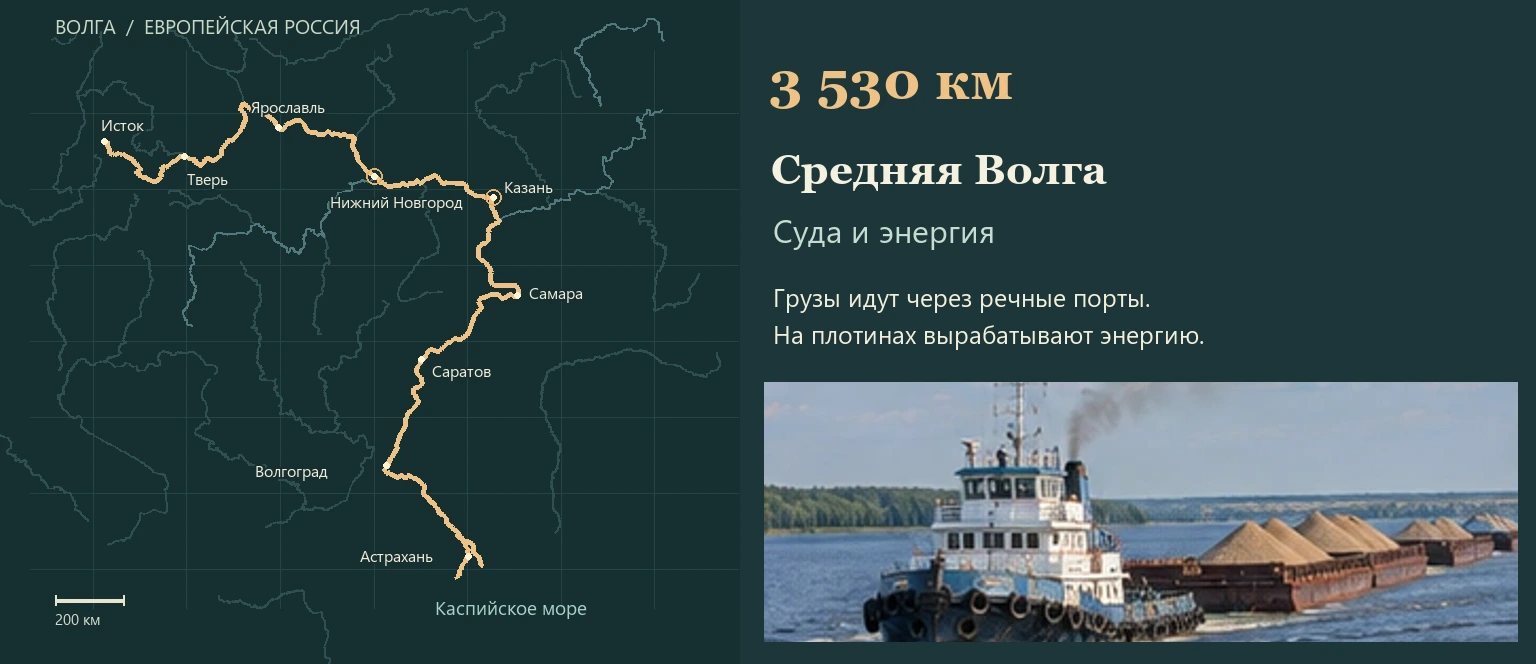 ВОЛГА / ЕВРОПЕЙСКАЯ РОССИЯ
Ярославль
Исток
Тверь
Казань
Нижний Новгород
Самара
Саратов
Волгоград
Астрахань
Каспийское море
200 км
3 530 км
Средняя Волга
Суда и энергия
Грузы идут через речные порты.
На плотинах вырабатывают энергию.